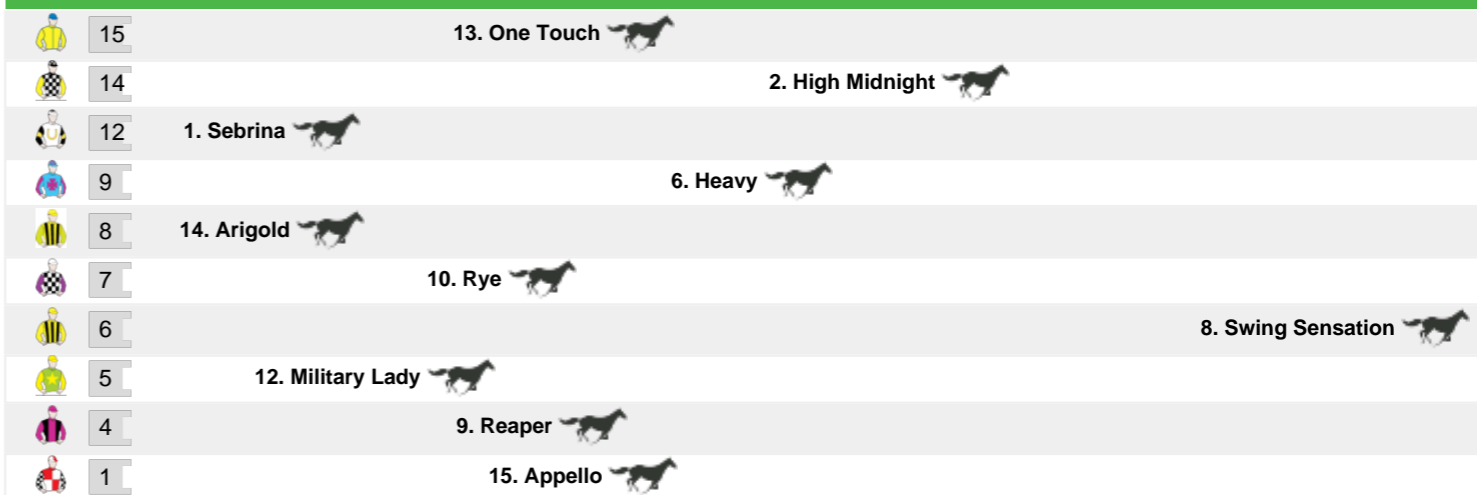 15 13. One Touch
14 2. High Midnight
12 1. Sebrina
9 6. Heavy
8 14. Arigold
7 10. Rye
6 8. Swing Sensation
5 12. Military Lady
4 9. Reaper
1 15. Appello